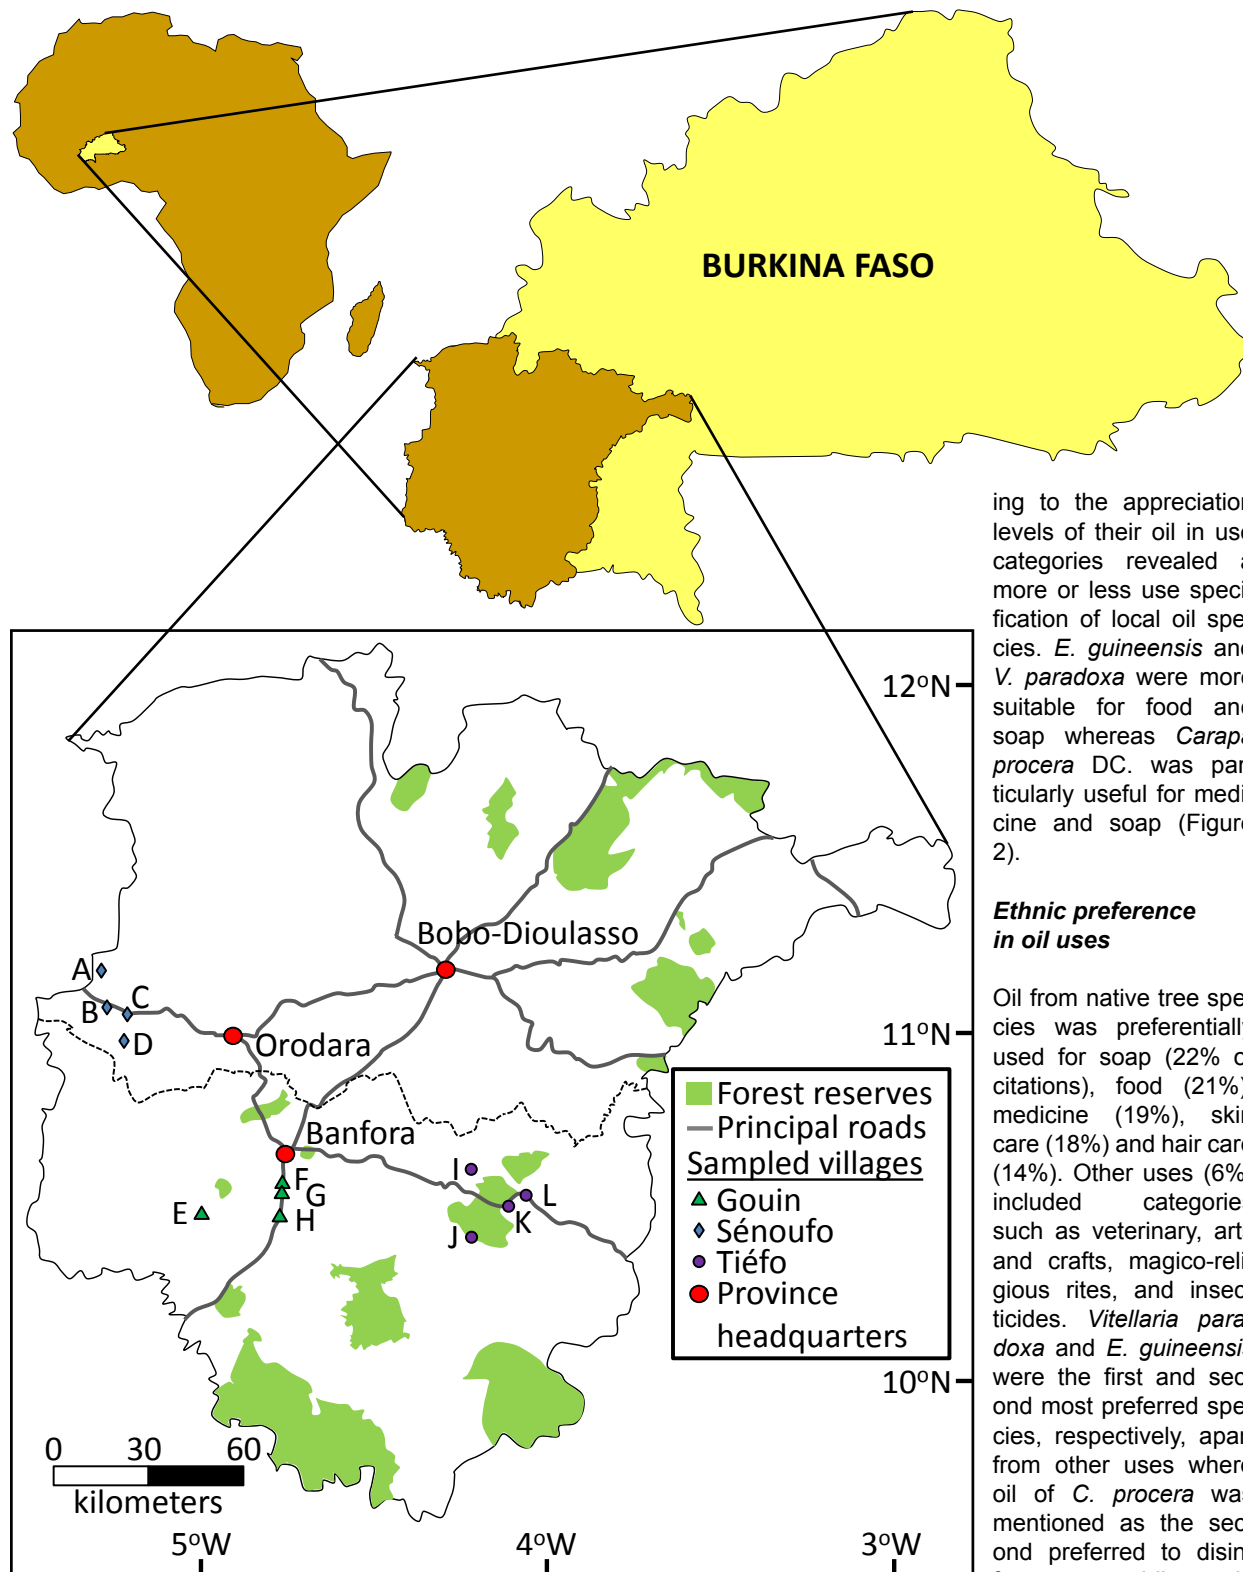 BURKINA FASO
12°N
11°N
10°N
5°W
4°W
3°W
Bobo-Dioulasso
A
B
C
D
Orodara
Banfora
E
F
G
H
I
J
K
L
Forest reserves
Principal roads
Sampled villages
Gouin
Sénoufo
Tiéfo
Province
headquarters
0 30 60
kilometers
ing to the appreciation
levels of their oil in use
categories revealed a
more or less use speci
fication of local oil spe
cies. E. guineensis and
V. paradoxa were more
suitable for food and
soap whereas Carapa
procera DC. was par
ticularly useful for medi
cine and soap (Figure
2).
Ethnic preference
in oil uses
Oil from native tree spe
cies was preferentially
used for soap (22% o
citations), food (21%)
medicine (19%), skin
care (18%) and hair care
(14%). Other uses (6%
included categories
such as veterinary, arts
and crafts, magico-reli
gious rites, and insec
ticides. Vitellaria para
doxa and E. guineensis
were the first and sec
ond most preferred spe
cies, respectively, apar
from other uses where
oil of C. procera was
mentioned as the sec
ond preferred to disin